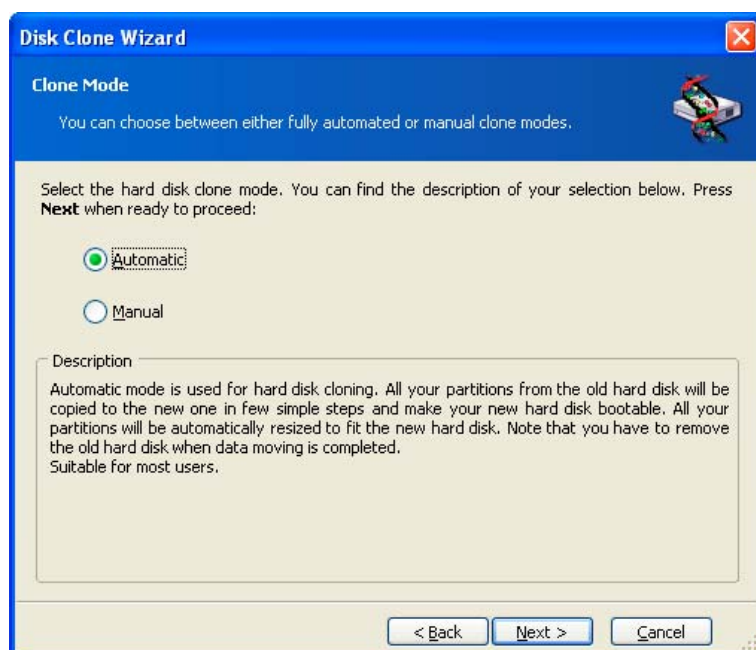 Disk Clone Wizard
Clone Mode
You can choose between either fully automated or manual clone modes.
Select the hard disk clone mode. You can find the description of your selection below. Press
Next when ready to proceed:
Automatic
Manual
Description
Automatic mode is used for hard disk cloning. All your partitions from the old hard disk will be
copied to the new one in few simple steps and make your new hard disk bootable. All your
partitions will be automatically resized to fit the new hard disk. Note that you have to remove
the old hard disk when data moving is completed.
Suitable for most users.
< Back
Next >
Cancel